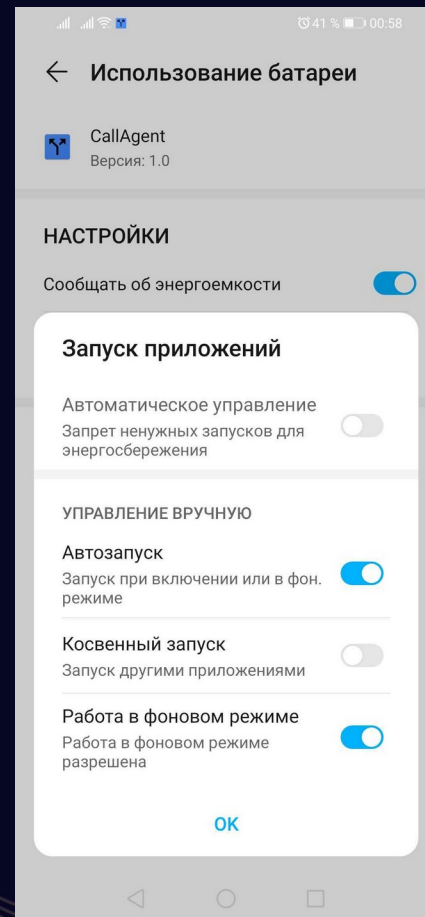 41 % 00:58
Использование батареи
CallAgent
Версия: 1.0
НАСТРОЙКИ
Сообщать об энергоемкости
Запуск приложений
Автоматическое управление
Запрет ненужных запусков для
энергосбережения
УПРАВЛЕНИЕ ВРУЧНУЮ
Автозапуск
Запуск при включении или в фон.
режиме
Косвенный запуск
Запуск другими приложениями
Работа в фоновом режиме
Работа в фоновом режиме
разрешена
OK